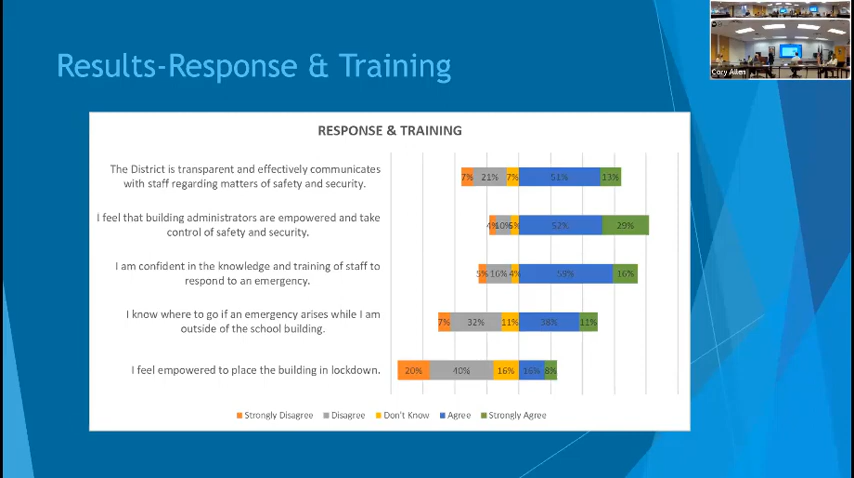 Results-Response & Training
Cory Allen
RESPONSE & TRAINING
The District is transparent and effectively communicates
with staff regarding matters of safety and security.
7% 21% 7% 51% 13%
I feel that building administrators are empowered and take
control of safety and security.
4% 10% 5% 52% 29%
I am confident in the knowledge and training of staff to
respond to an emergency.
5% 16% 4% 59% 16%
I know where to go if an emergency arises while I am
outside of the school building.
7% 32% 11% 38% 11%
I feel empowered to place the building in lockdown.
20% 40% 16% 16% 8%
Strongly Disagree Disagree Don't Know Agree Strongly Agree